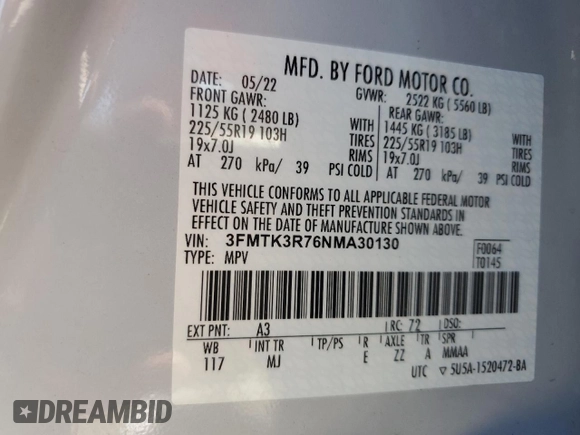 MFD. BY FORD MOTOR CO.
DATE: 05/22 GVWR: 2522 KG ( 5560 LB)
FRONT GAWR: REAR GAWR:
1125 KG ( 2480 LB) WITH 1445 KG ( 3185 LB) WITH
225/55R19 103H TIRES 225/55R19 103H TIRES
19x7.0J RIMS 19x7.0J RIMS
AT 270 kPa/ 39 PSI COLD AT 270 kPa/ 39 PSI COLD
THIS VEHICLE CONFORMS TO ALL APPLICABLE FEDERAL MOTOR
VEHICLE SAFETY AND THEFT PREVENTION STANDARDS IN
EFFECT ON THE DATE OF MANUFACTURE SHOWN ABOVE.
VIN: 3FMTK3R76NMA30130 F0064
TYPE: MPV T0145
EXT PNT: A3 RC: 72 DSO:
WB INT TR TP/PS R AXLE TR SPR
117 MJ E ZZ A MMAA
UTC ▽ 5U5A-1520472-BA
DREAMBID